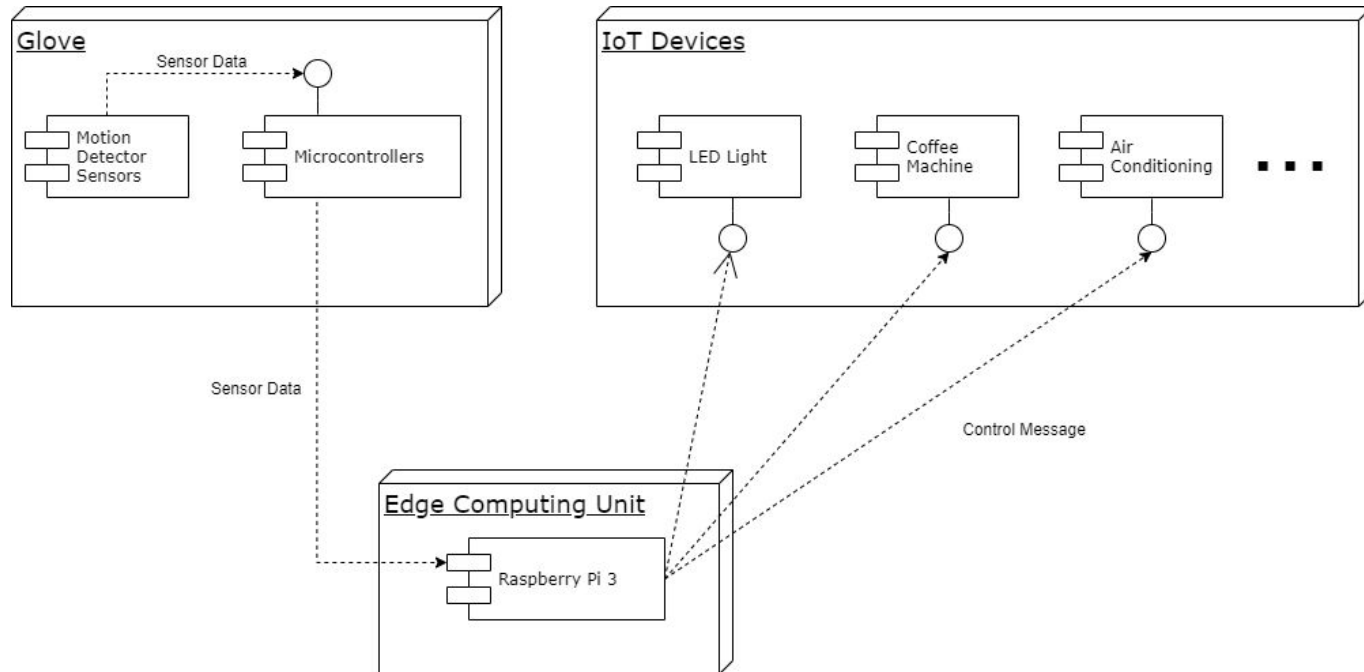 Glove
Sensor Data
Motion
Detector
Sensors
Microcontrollers
IoT Devices
LED Light
Coffee
Machine
Air
Conditioning
Sensor Data
Control Message
Edge Computing Unit
Raspberry Pi 3